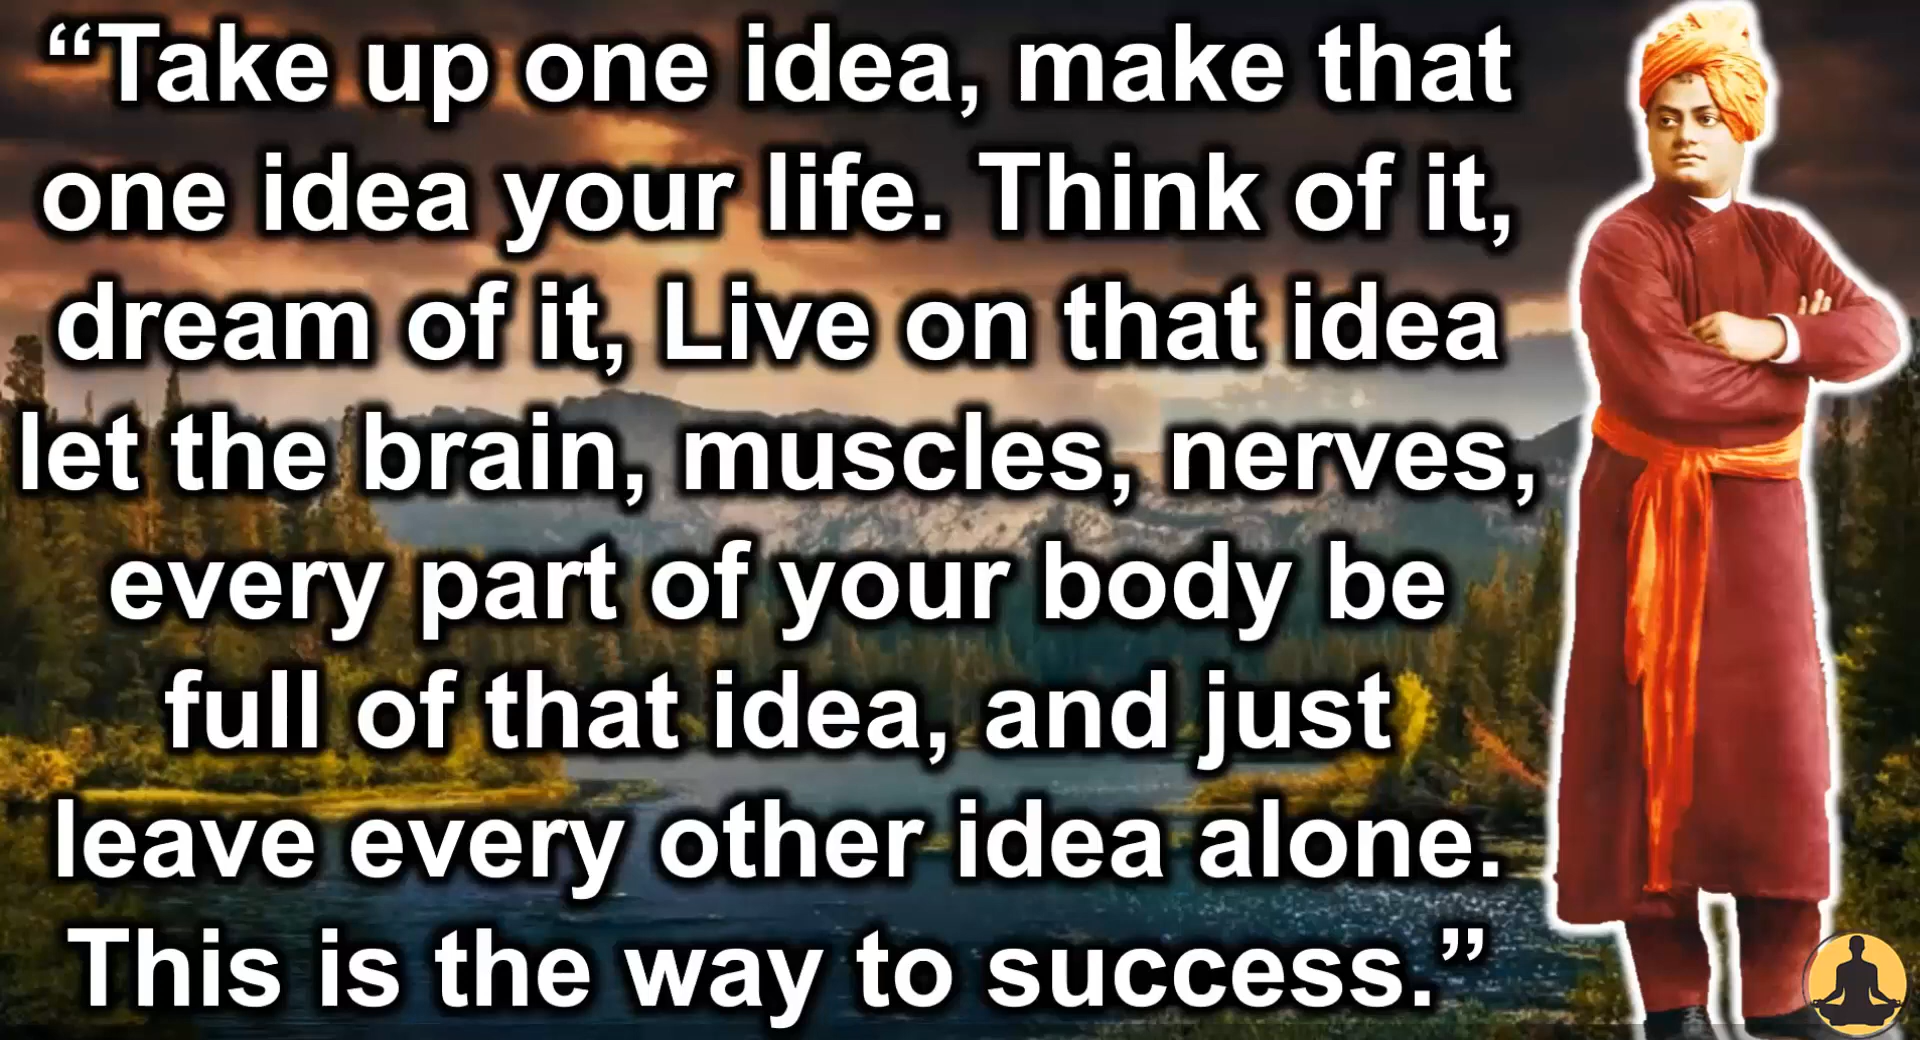 “Take up one idea, make that
one idea your life. Think of it,
dream of it, Live on that idea
let the brain, muscles, nerves,
every part of your body be
full of that idea, and just
leave every other idea alone.
This is the way to success.”